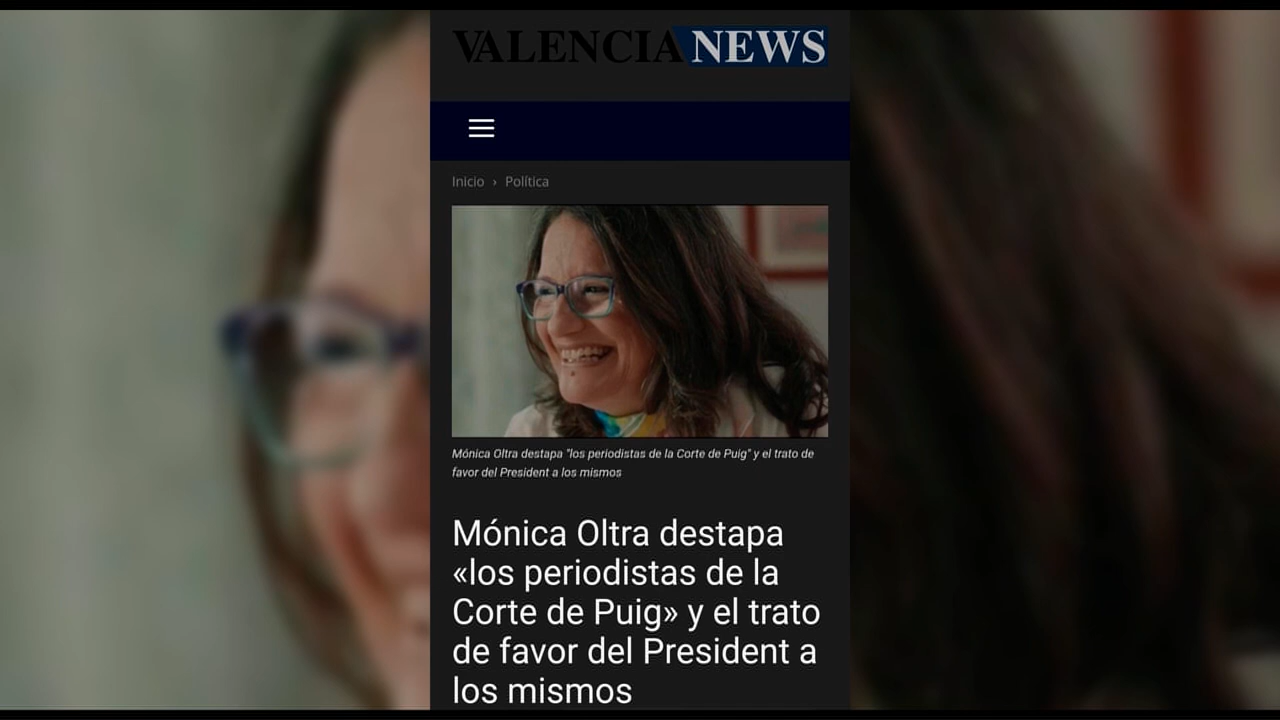 VALENCIA NEWS
Inicio › Política
Mónica Oltra destapa "los periodistas de la Corte de Puig" y el trato de
favor del President a los mismos
Mónica Oltra destapa
«los periodistas de la
Corte de Puig» y el trato
de favor del President a
los mismos